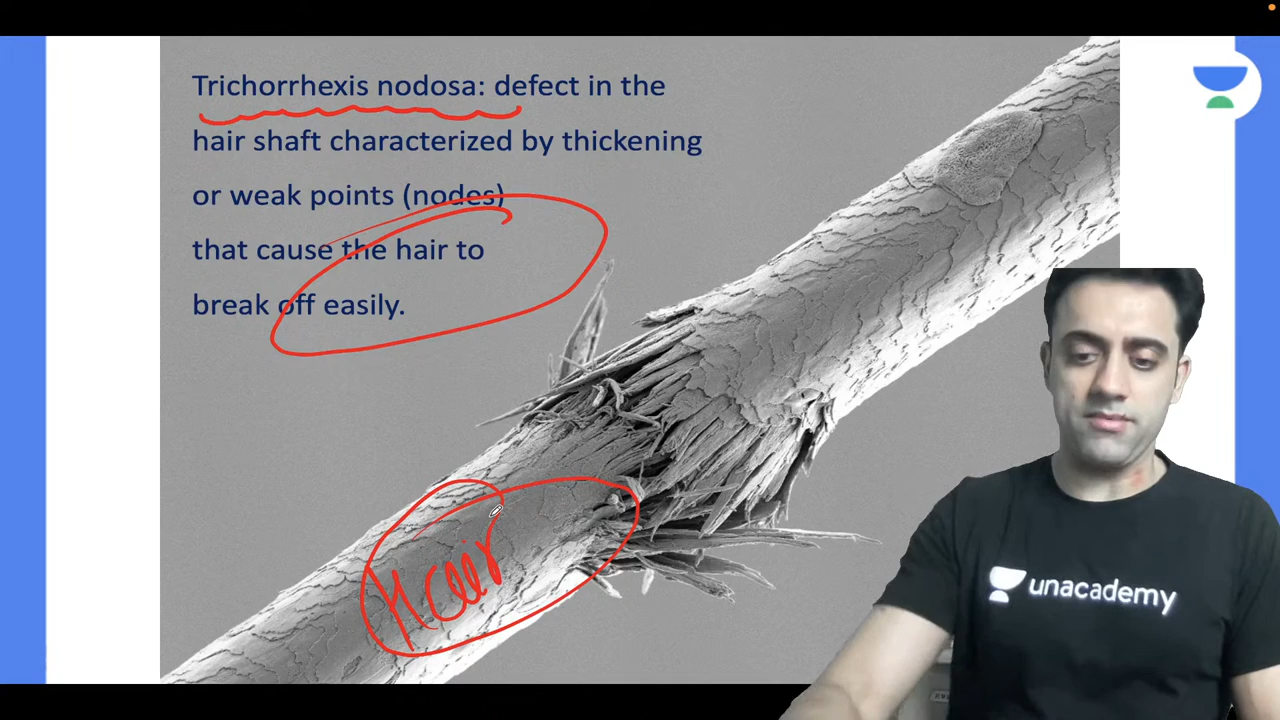 Trichorrhexis nodosa: defect in the
hair shaft characterized by thickening
or weak points (nodes)
that cause the hair to
break off easily.
Hair
unacademy